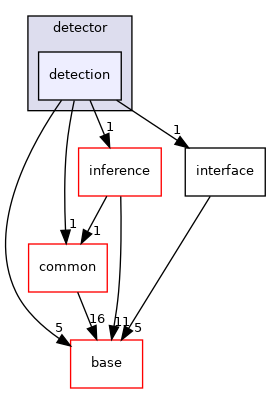 detector
detection
1
1
inference
interface
1
1
common
16
11
5
5
base